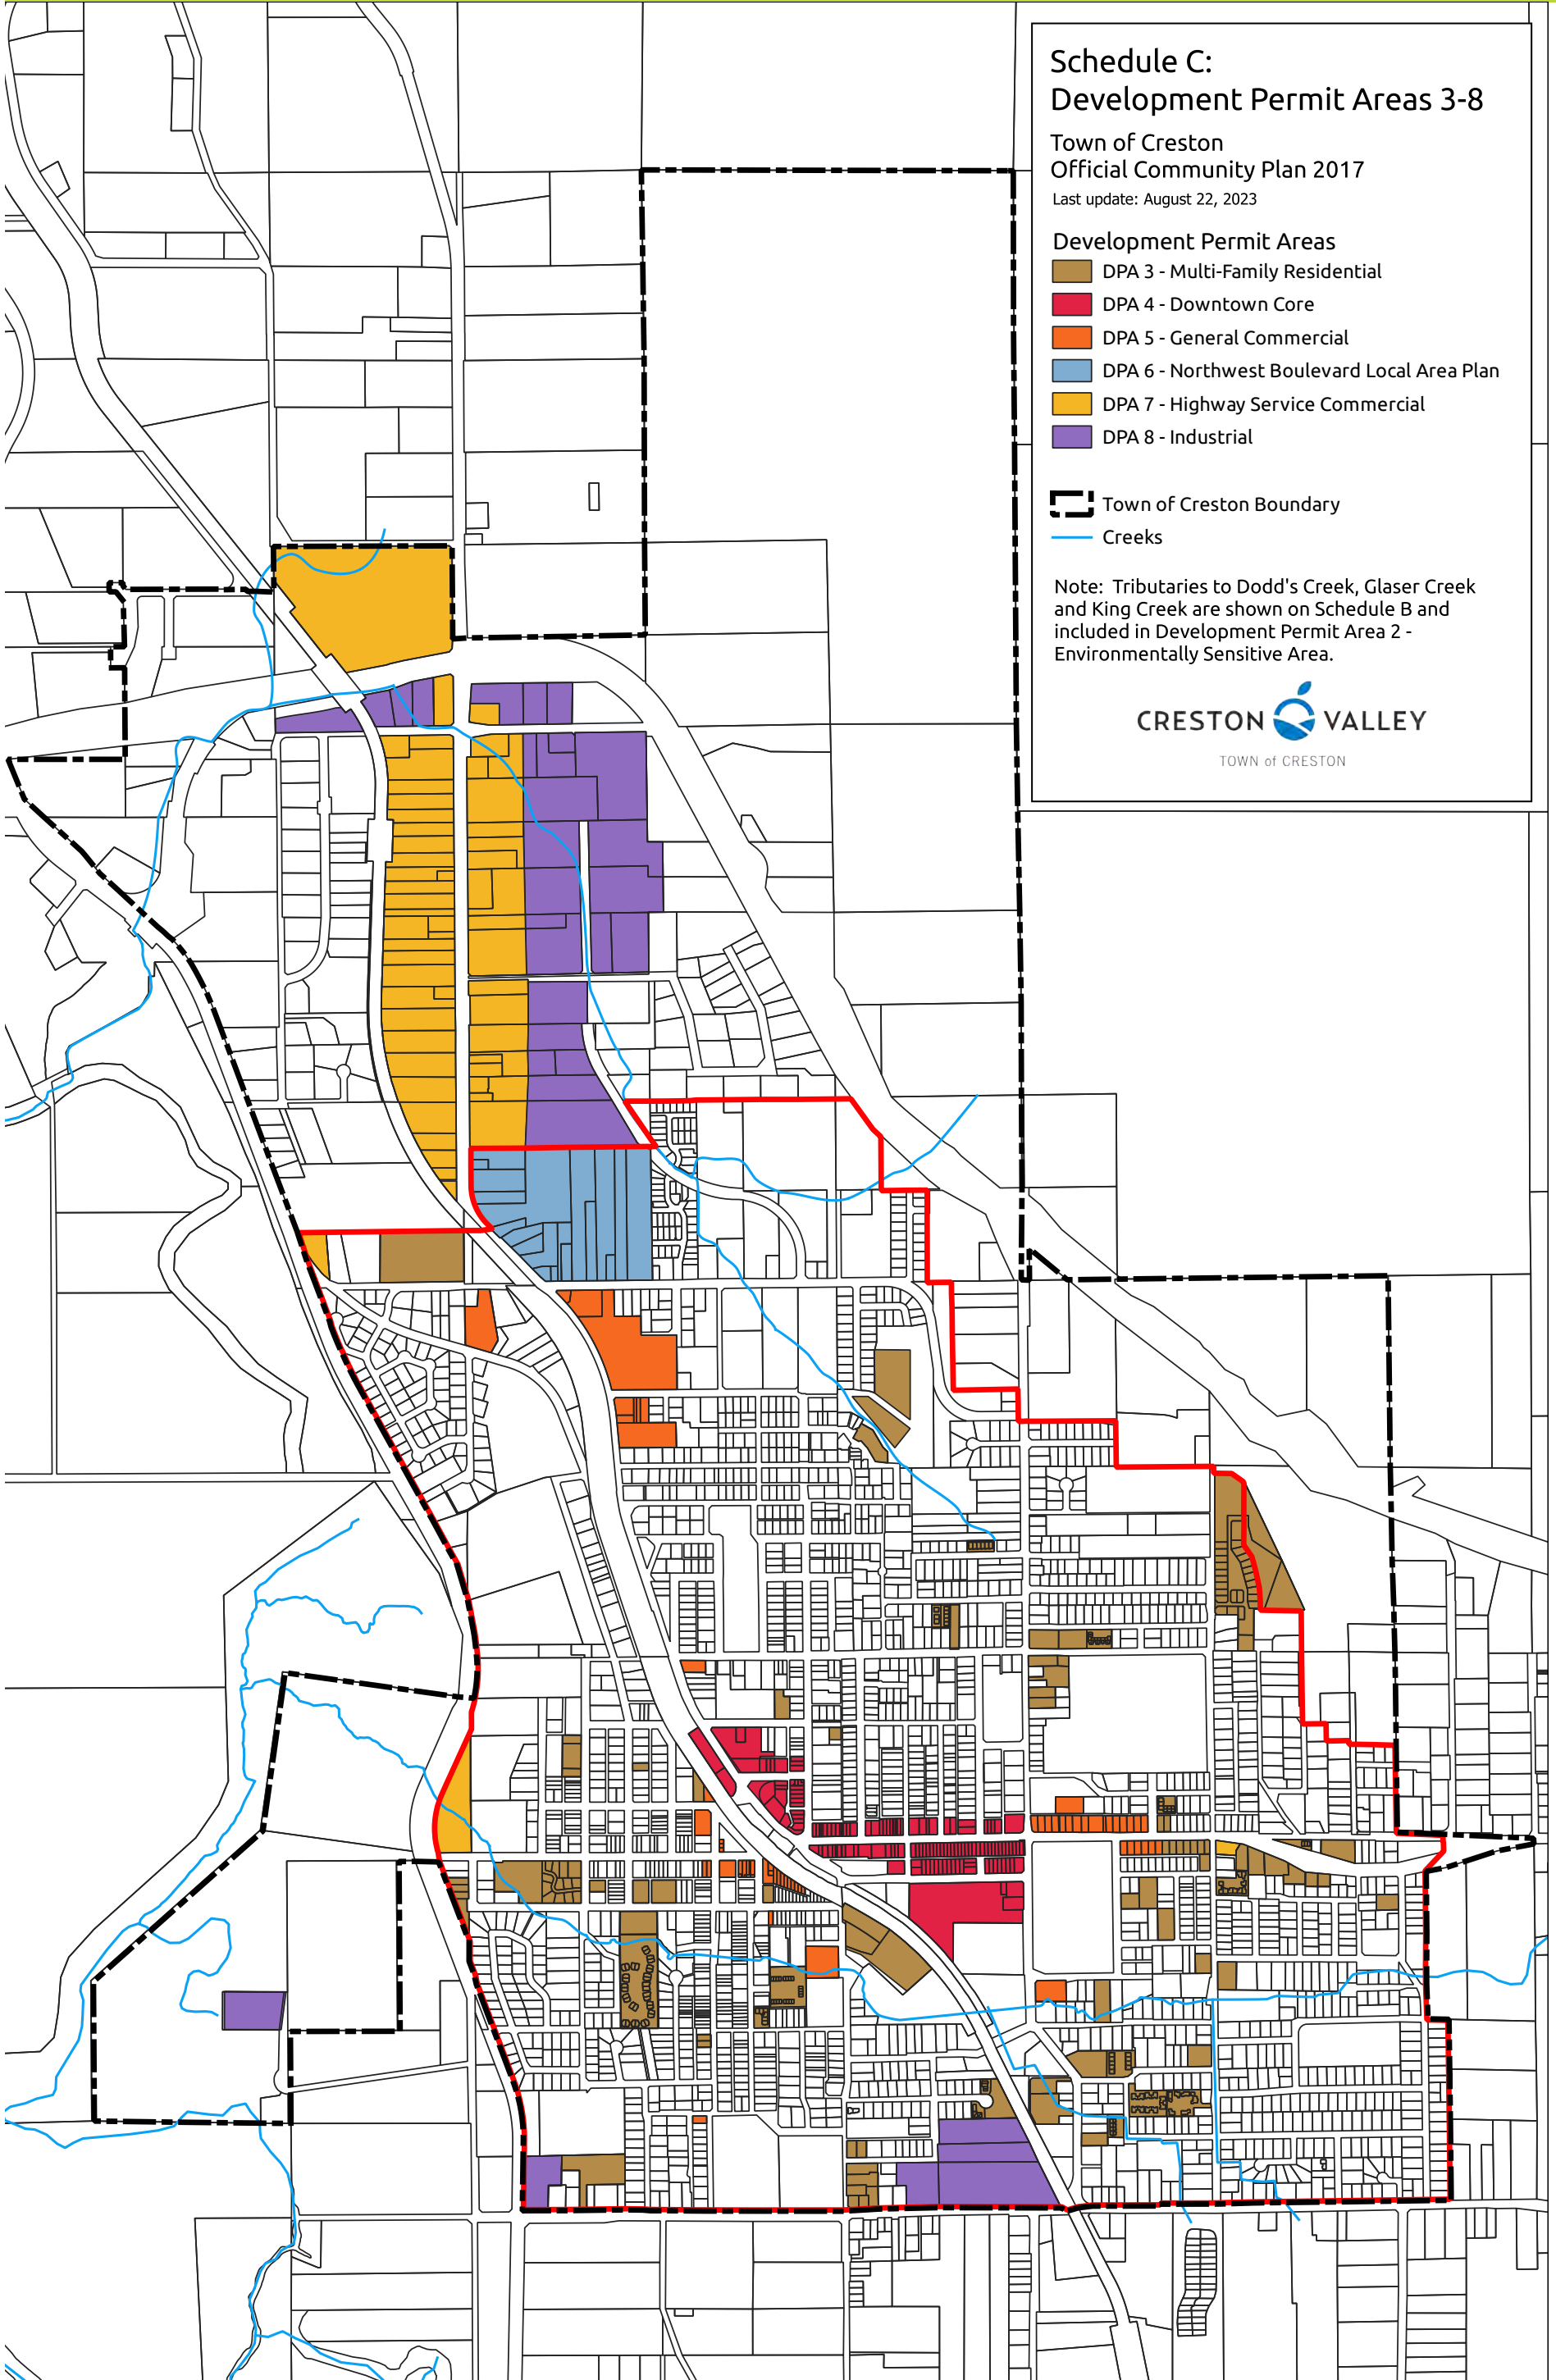 Schedule C:
Development Permit Areas 3-8
Town of Creston
Official Community Plan 2017
Last update: August 22, 2023
Development Permit Areas
DPA 3 - Multi-Family Residential
DPA 4 - Downtown Core
DPA 5 - General Commercial
DPA 6 - Northwest Boulevard Local Area Plan
DPA 7 - Highway Service Commercial
DPA 8 - Industrial
Town of Creston Boundary
Creeks
Note: Tributaries to Dodd's Creek, Glaser Creek
and King Creek are shown on Schedule B and
included in Development Permit Area 2 -
Environmentally Sensitive Area.
CRESTON VALLEY
TOWN of CRESTON